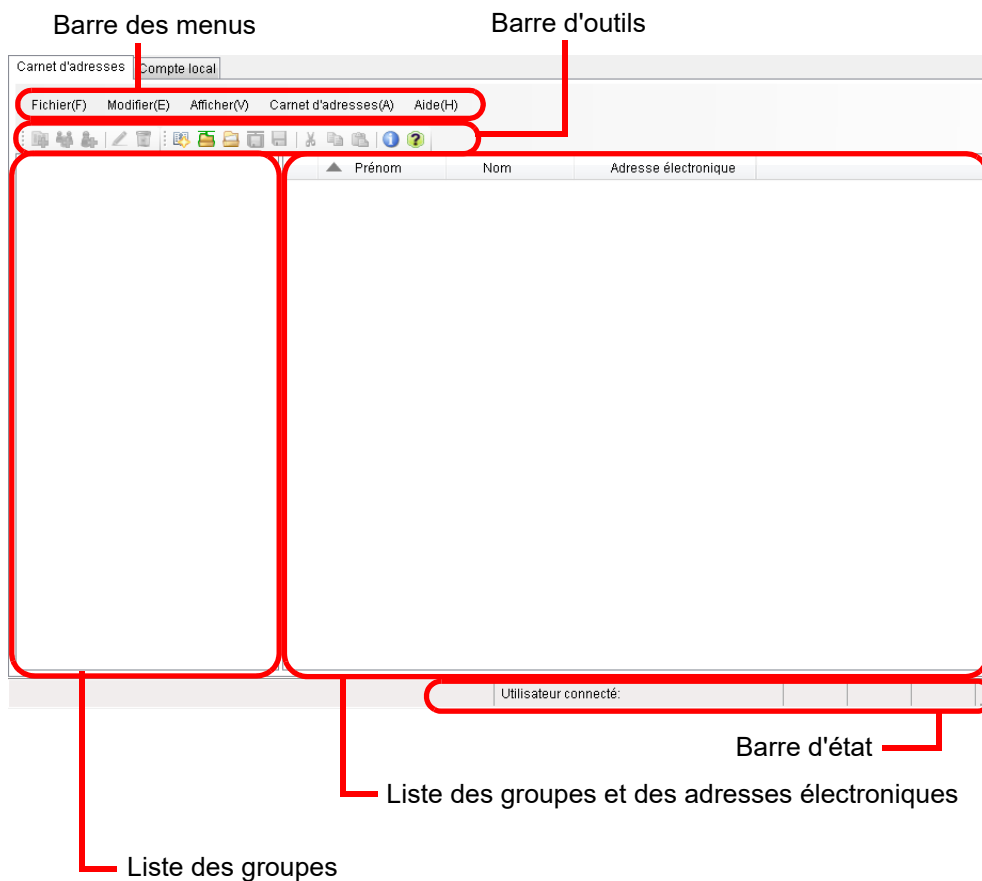 Barre des menus
Barre d'outils
Carnet d'adresses
Compte local
Fichier(F) Modifier(E) Afficher(V) Carnet d'adresses(A) Aide(H)
Prénom Nom Adresse électronique
Utilisateur connecté:
Barre d'état
Liste des groupes et des adresses électroniques
Liste des groupes